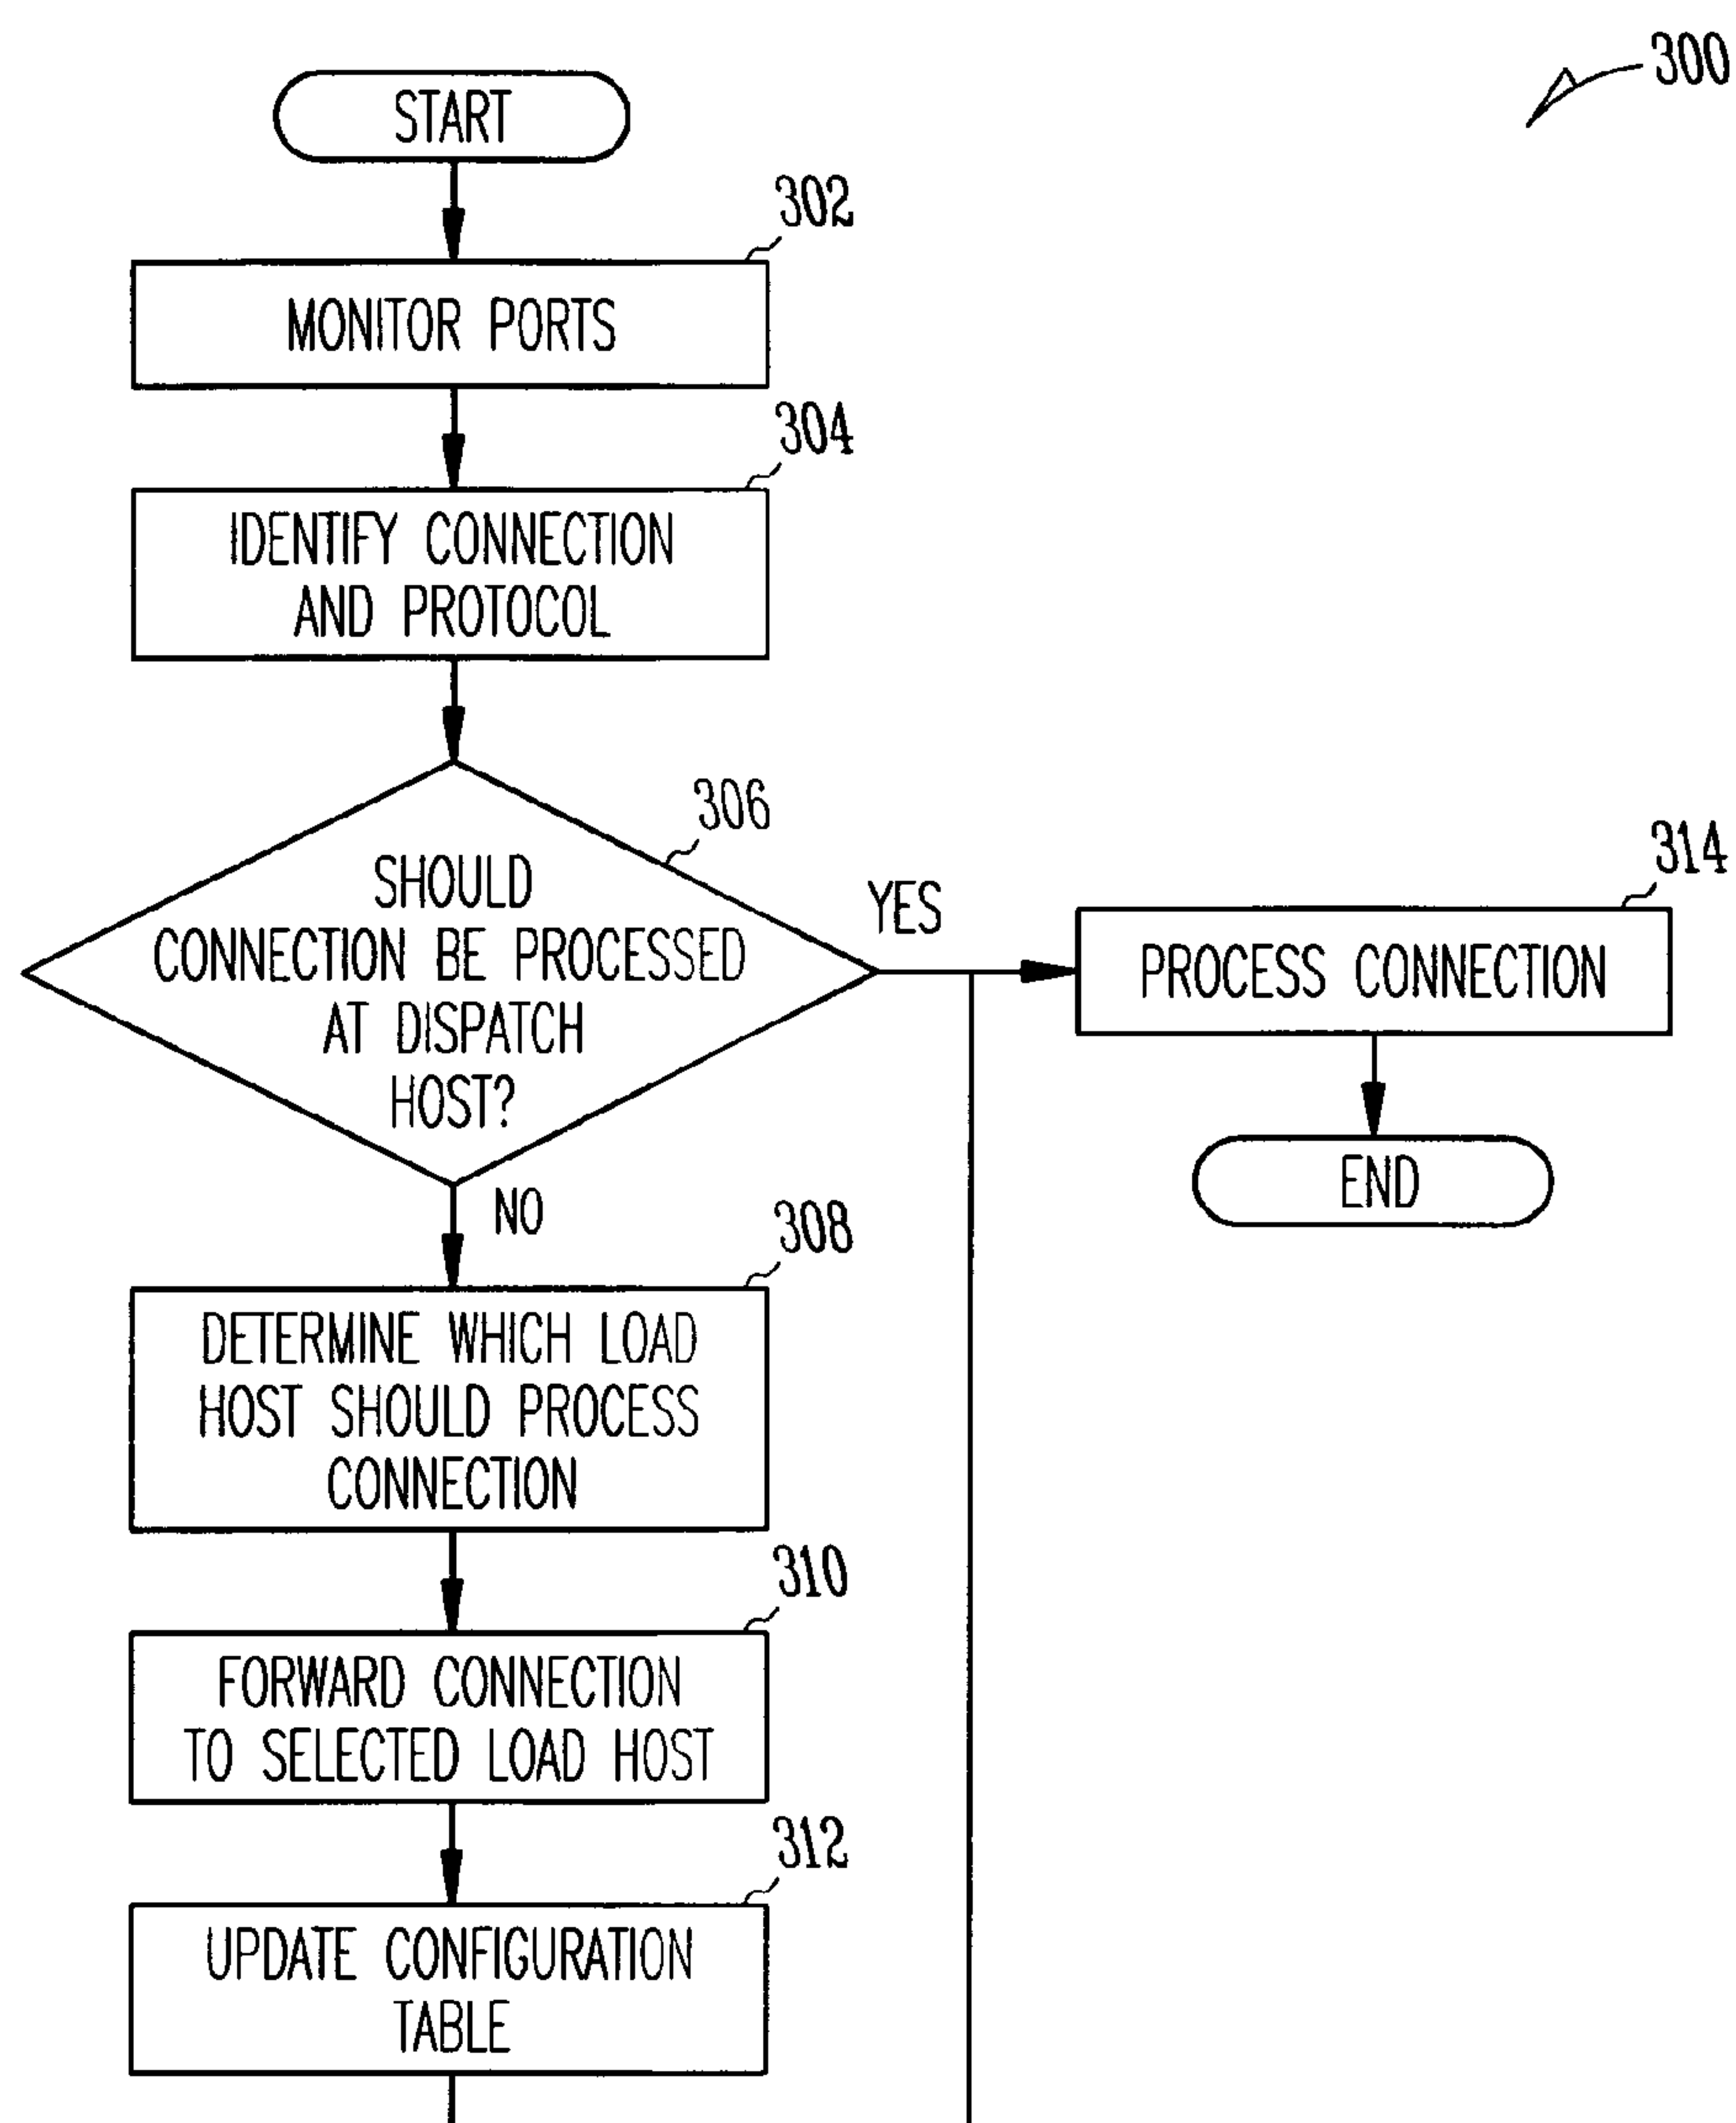 300
START
302
MONITOR PORTS
304
IDENTIFY CONNECTION
AND PROTOCOL
306
SHOULD
CONNECTION BE PROCESSED
AT DISPATCH
HOST?
YES
314
PROCESS CONNECTION
END
NO
308
DETERMINE WHICH LOAD
HOST SHOULD PROCESS
CONNECTION
310
FORWARD CONNECTION
TO SELECTED LOAD HOST
312
UPDATE CONFIGURATION
TABLE